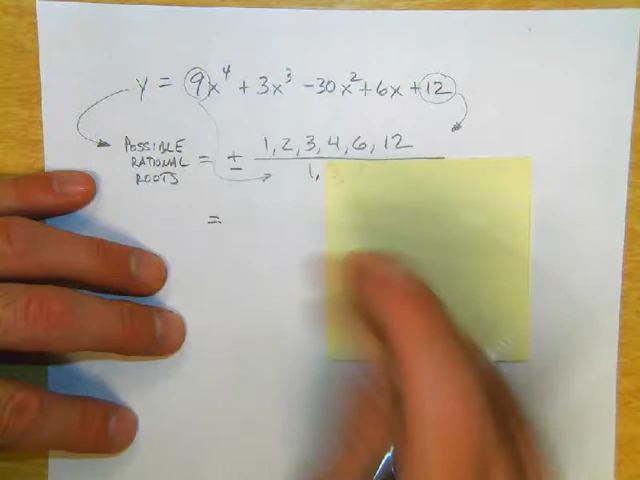 y = 9x⁴ + 3x³ - 30x² + 6x + 12
POSSIBLE
RATIONAL
ROOTS = ± 1, 2, 3, 4, 6, 12
1,
=